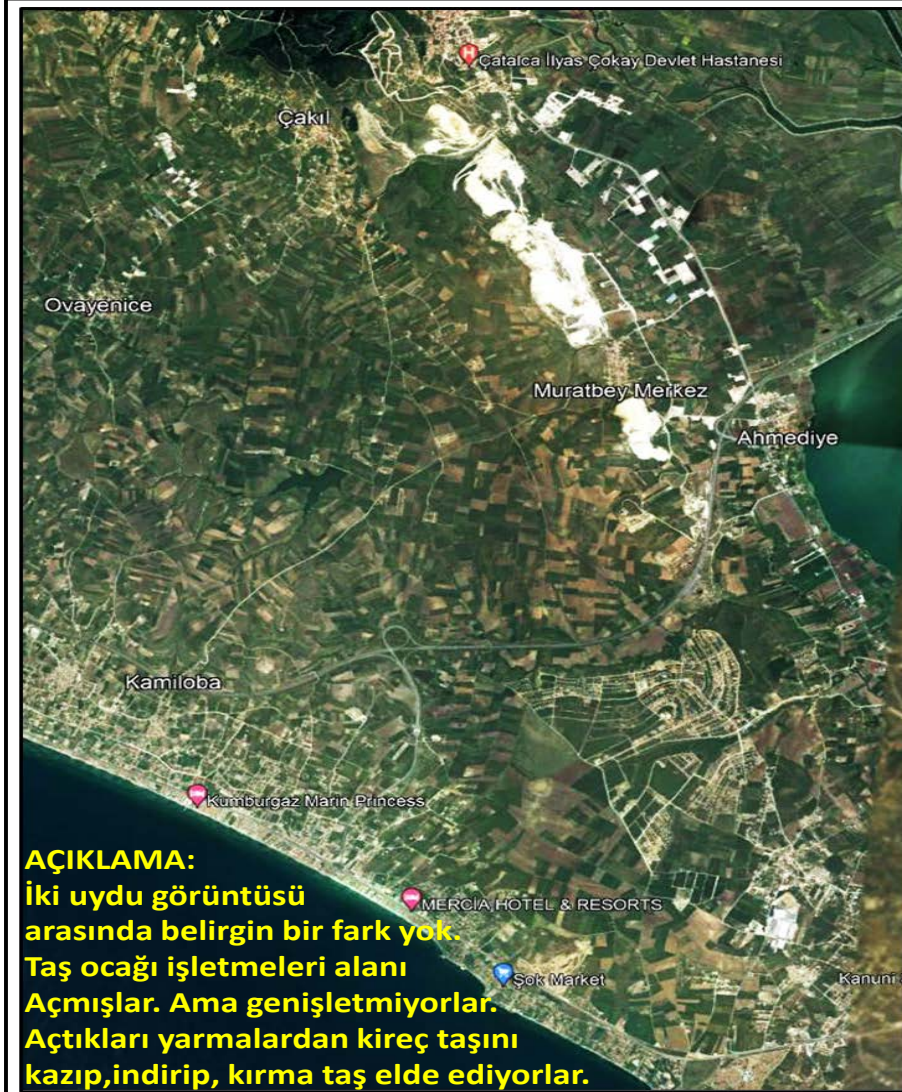 Çatalca İlyas Çokay Devlet Hastanesi
Çakıl
Ovayenice
Muratbey Merkez
Ahmediye
Kamiloba
Kumburgaz Marin Princess
MERCIA HOTEL & RESORTS
Şok Market
Kanuni
AÇIKLAMA:
İki uydu görüntüsü
arasında belirgin bir fark yok.
Taş ocağı işletmeleri alanı
Açmışlar. Ama genişletmiyorlar.
Açtıkları yarmalardan kireç taşını
kazıp,indirip, kırma taş elde ediyorlar.